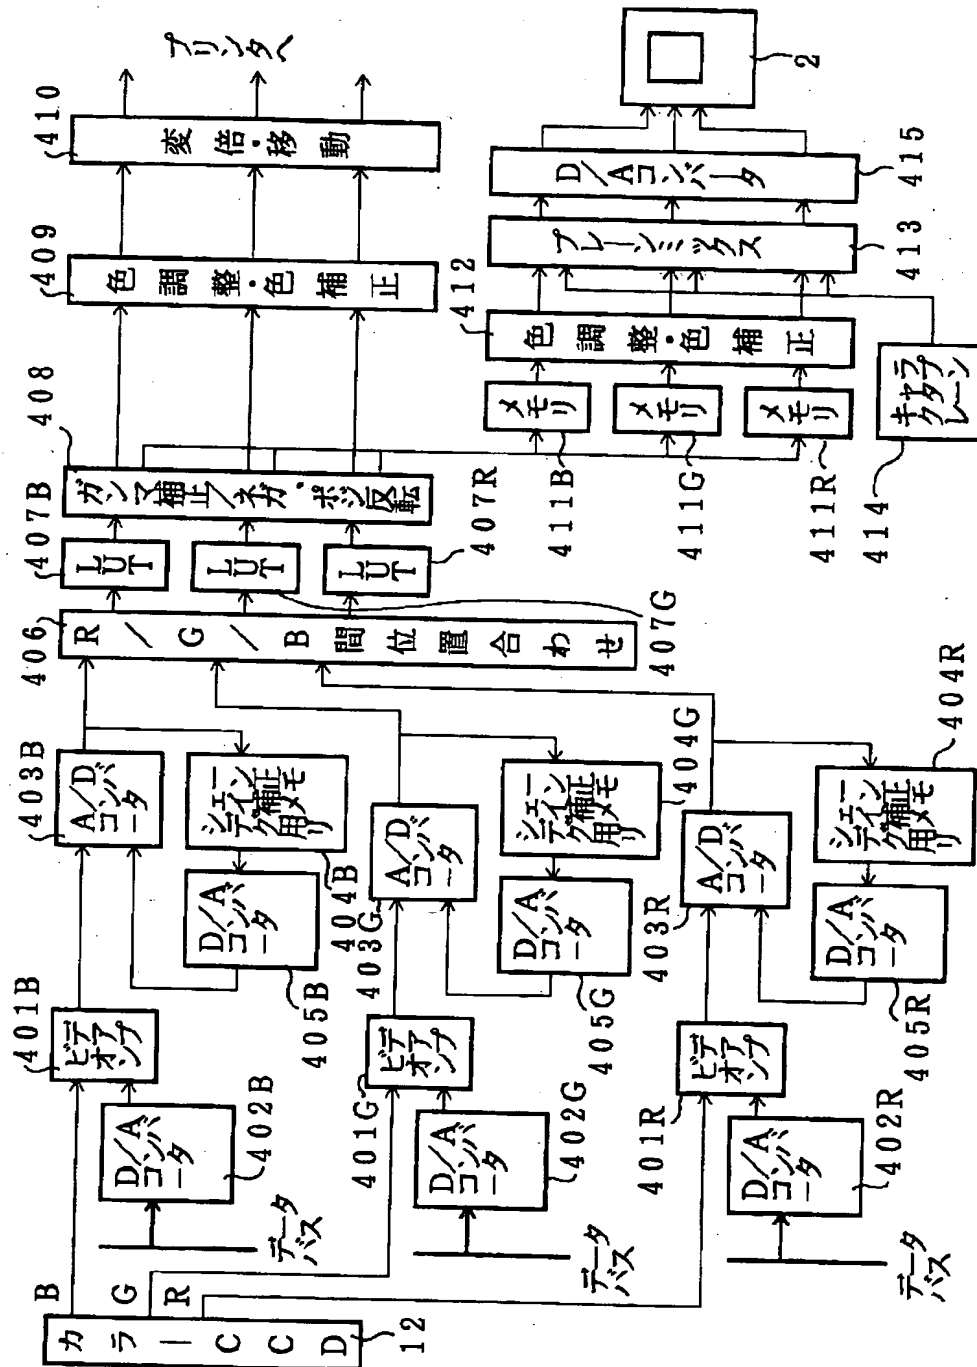 カラーCCD
12
B
G
R
データバス
D/Aコンバータ
402B
ビデオアンプ
401B
A/Dコンバータ
403B
シェーディング補正用メモリ
404B
D/Aコンバータ
405B
データバス
D/Aコンバータ
402G
ビデオアンプ
401G
A/Dコンバータ
403G
シェーディング補正用メモリ
404G
D/Aコンバータ
405G
データバス
D/Aコンバータ
402R
ビデオアンプ
401R
A/Dコンバータ
403R
シェーディング補正用メモリ
404R
D/Aコンバータ
405R
R/G/B間位置合わせ
406
LUT
407B
LUT
407G
LUT
407R
ガンマ補正/ネガ・ポジ反転
408
色調整・色補正
409
変倍・移動
410
プリンタへ
メモリ
411B
メモリ
411G
メモリ
411R
色調整・色補正
412
プレーンミックス
413
キャラクタプレーン
414
D/Aコンバータ
415
2